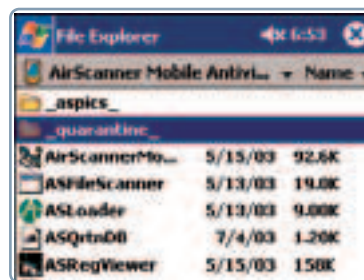 File Explorer 6:53
AirScanner Mobile Antivi... Name
_aspics_
_quarantine_
AirScannerMo... 5/15/03 92.6K
ASFileScanner 5/13/03 19.0K
ASLoader 5/13/03 9.00K
ASQrtnDB 7/4/03 1.20K
ASRegViewer 5/15/03 150K